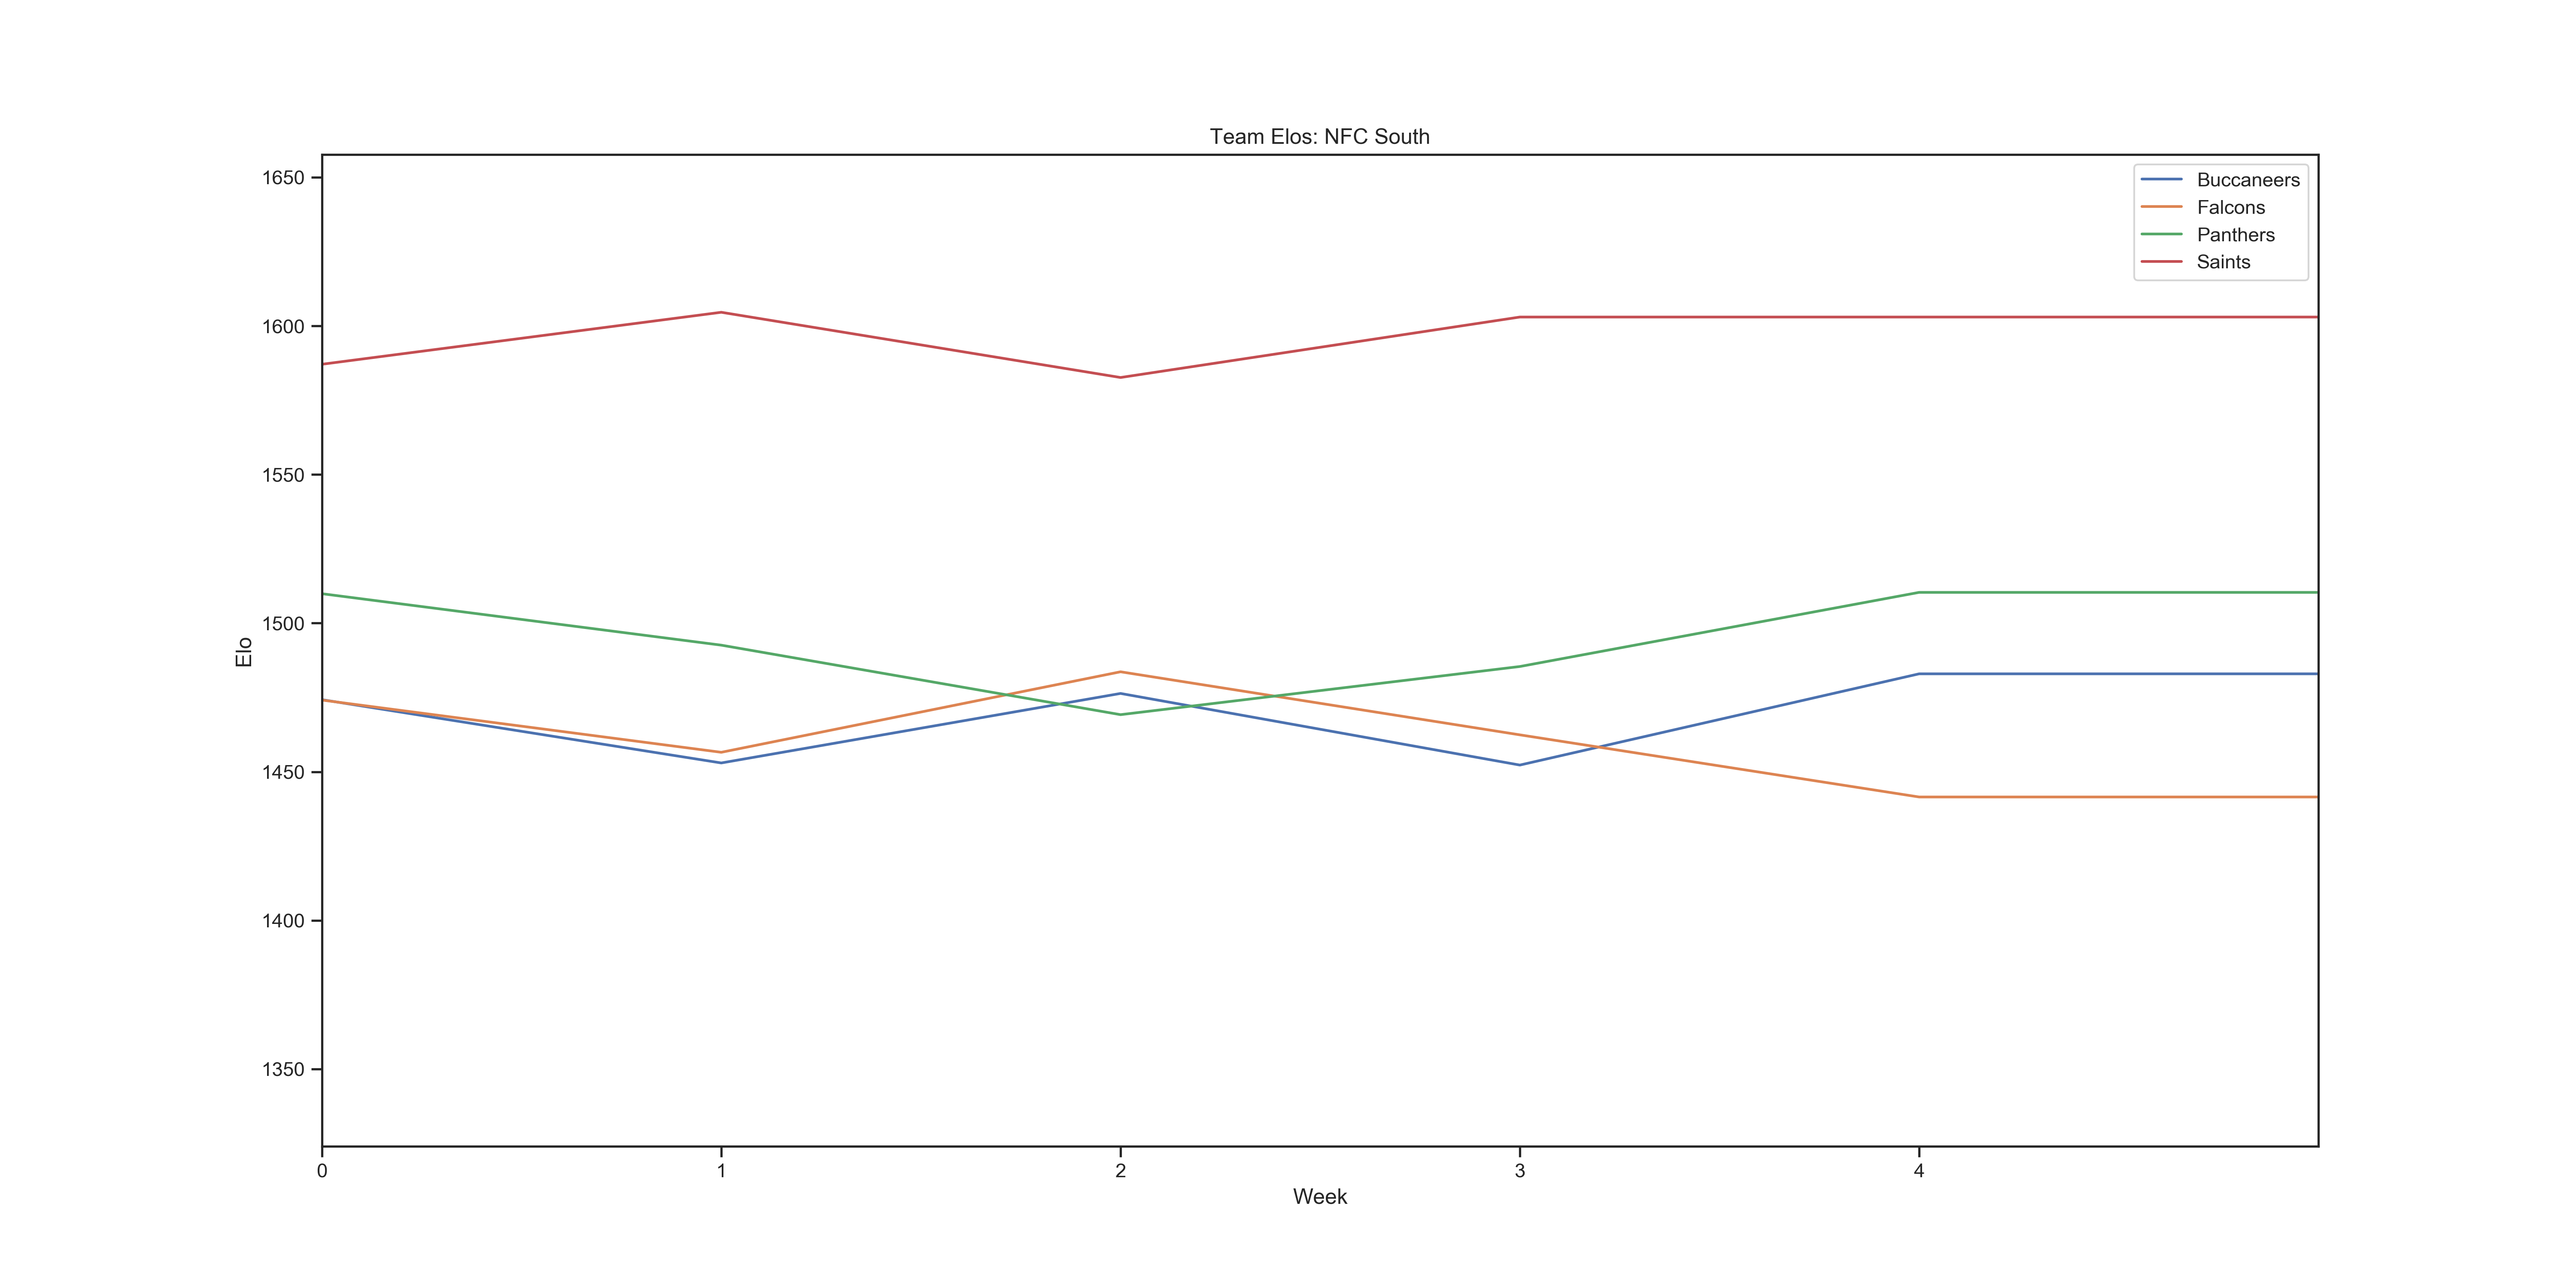 Team Elos: NFC South
1650
1600
1550
1500
1450
1400
1350
Elo
Buccaneers
Falcons
Panthers
Saints
0 1 2 3 4
Week